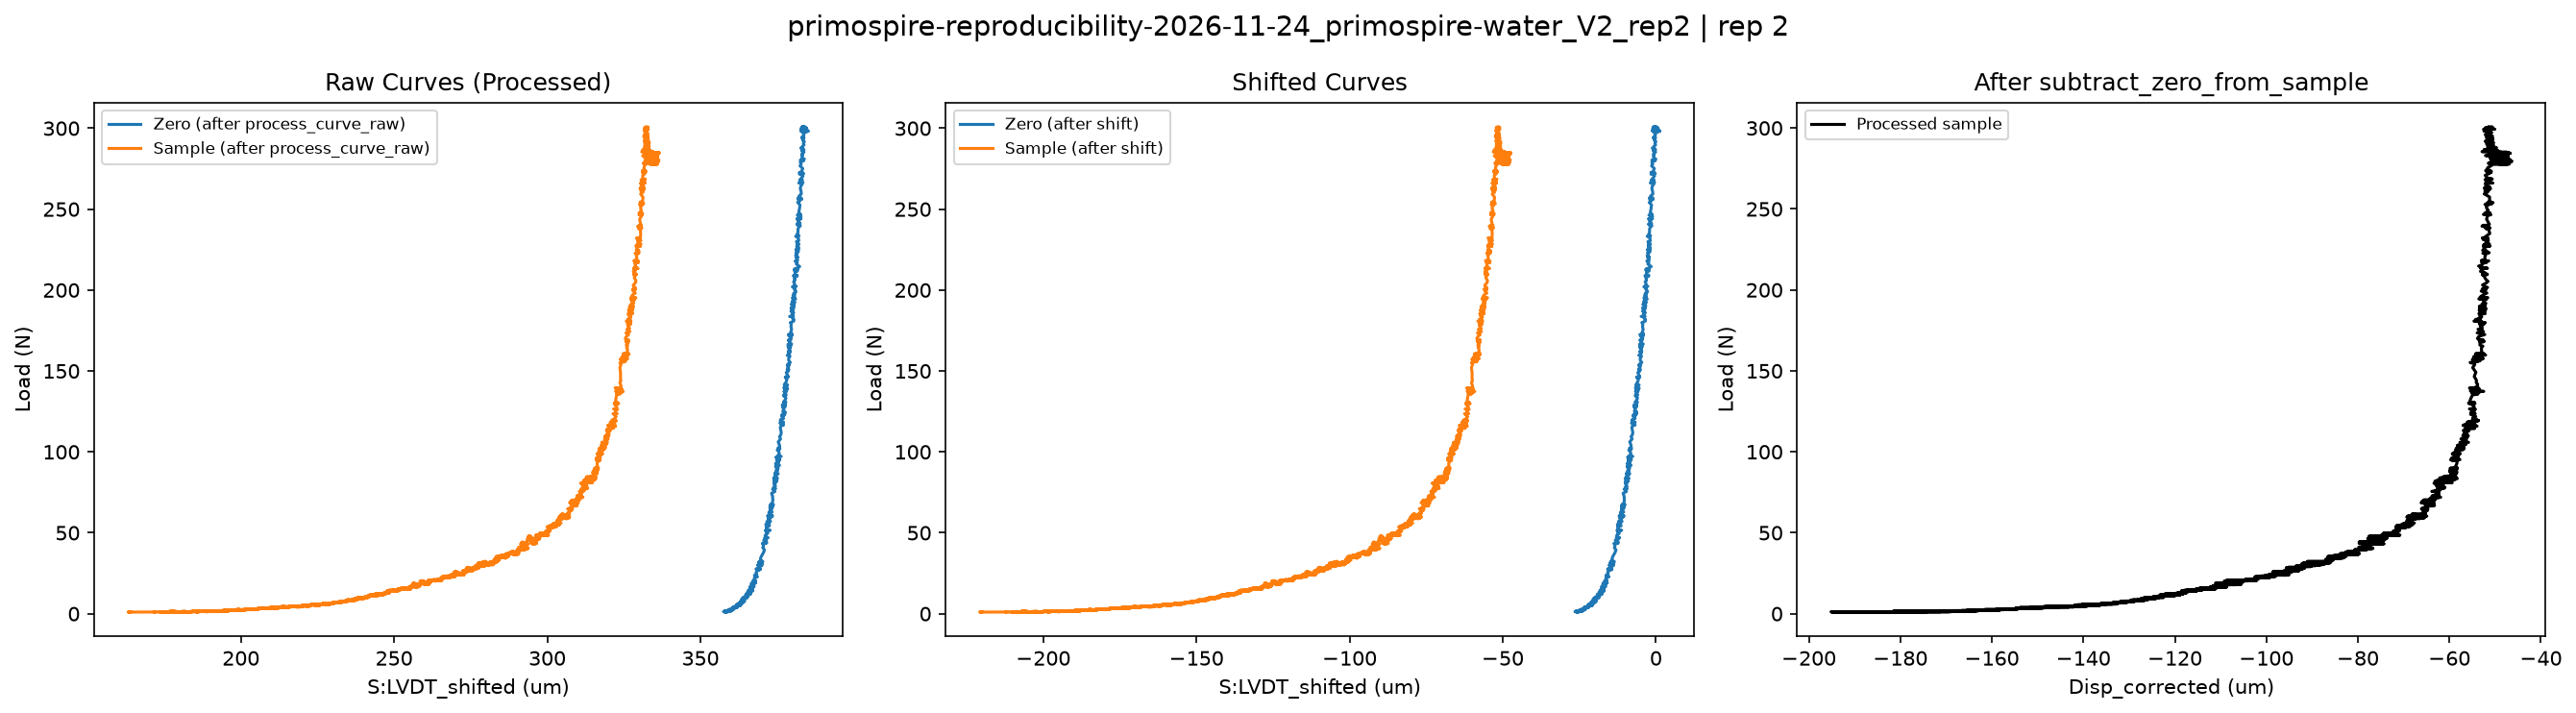 primospire-reproducibility-2026-11-24_primospire-water_V2_rep2 | rep 2
Raw Curves (Processed)
Zero (after process_curve_raw)
Sample (after process_curve_raw)
Load (N)
300
250
200
150
100
50
0
200 250 300 350
S:LVDT_shifted (um)
Shifted Curves
Zero (after shift)
Sample (after shift)
Load (N)
300
250
200
150
100
50
0
−200 −150 −100 −50 0
S:LVDT_shifted (um)
After subtract_zero_from_sample
Processed sample
Load (N)
300
250
200
150
100
50
0
−200 −180 −160 −140 −120 −100 −80 −60 −40
Disp_corrected (um)